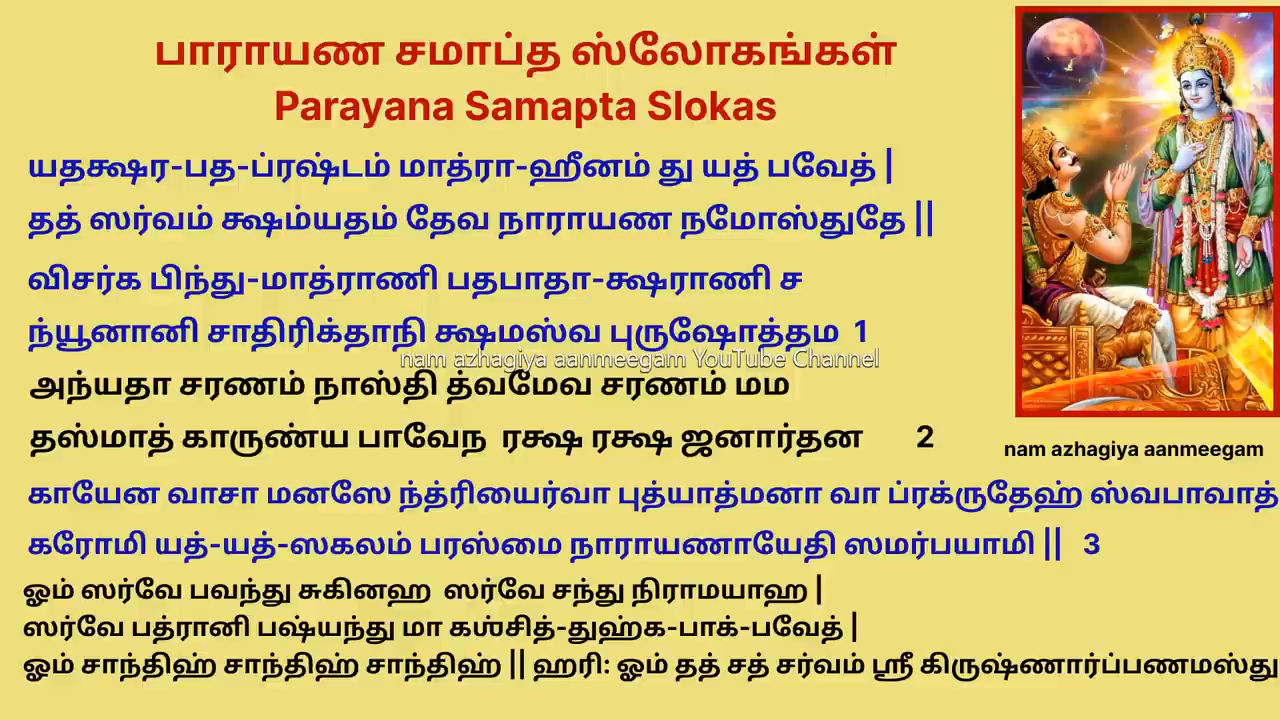 பாராயண சமாப்த ஸ்லோகங்கள்
Parayana Samapta Slokas
யதக்ஷர-பத-ப்ரஷ்டம் மாத்ரா-ஹீனம் து யத் பவேத் |
தத் ஸர்வம் க்ஷம்யதம் தேவ நாராயண நமோஸ்துதே ||
விசர்க பிந்து-மாத்ராணி பதபாதா-க்ஷராணி ச
ந்யூனானி சாதிரிக்தாநி க்ஷமஸ்வ புருஷோத்தம 1
nam azhagiya aanmeegam YouTube Channel
அந்யதா சரணம் நாஸ்தி த்வமேவ சரணம் மம
தஸ்மாத் காருண்ய பாவேந ரக்ஷ ரக்ஷ ஜனார்தன 2
nam azhagiya aanmeegam
காயேன வாசா மனஸே ந்த்ரியைர்வா புத்யாத்மனா வா ப்ரக்ருதேஹ் ஸ்வபாவாத்
கரோமி யத்-யத்-ஸகலம் பரஸ்மை நாராயணாயேதி ஸமர்பயாமி || 3
ஓம் ஸர்வே பவந்து சுகினஹ ஸர்வே சந்து நிராமயாஹ |
ஸர்வே பத்ரானி பஷ்யந்து மா கஶ்சித்-துஹ்க-பாக்-பவேத் |
ஓம் சாந்திஹ் சாந்திஹ் சாந்திஹ் || ஹரி: ஓம் தத் சத் சர்வம் ஸ்ரீ கிருஷ்ணார்ப்பணமஸ்து